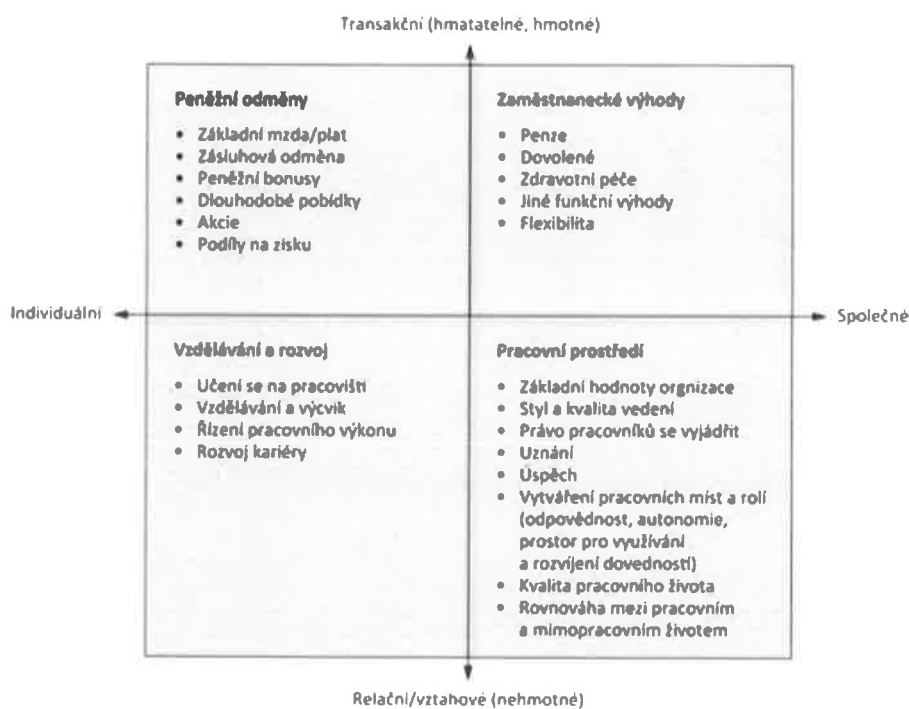 Transakční (hmatatelné, hmotné)
Peněžní odměny
• Základní mzda/plat
• Zásluhová odměna
• Peněžní bonusy
• Dlouhodobé pobídky
• Akcie
• Podíly na zisku
Zaměstnanecké výhody
• Penze
• Dovolené
• Zdravotní péče
• Jiné funkční výhody
• Flexibilita
Individuální
Společné
Vzdělávání a rozvoj
• Učení se na pracovišti
• Vzdělávání a výcvik
• Řízení pracovního výkonu
• Rozvoj kariéry
Pracovní prostředí
• Základní hodnoty orgnizace
• Styl a kvalita vedení
• Právo pracovníků se vyjádřit
• Uznání
• Úspěch
• Vytváření pracovních míst a rolí
(odpovědnost, autonomie,
prostor pro využívání
a rozvíjení dovedností)
• Kvalita pracovního života
• Rovnováha mezi pracovním
a mimopracovním životem
Relační/vztahové (nehmotné)